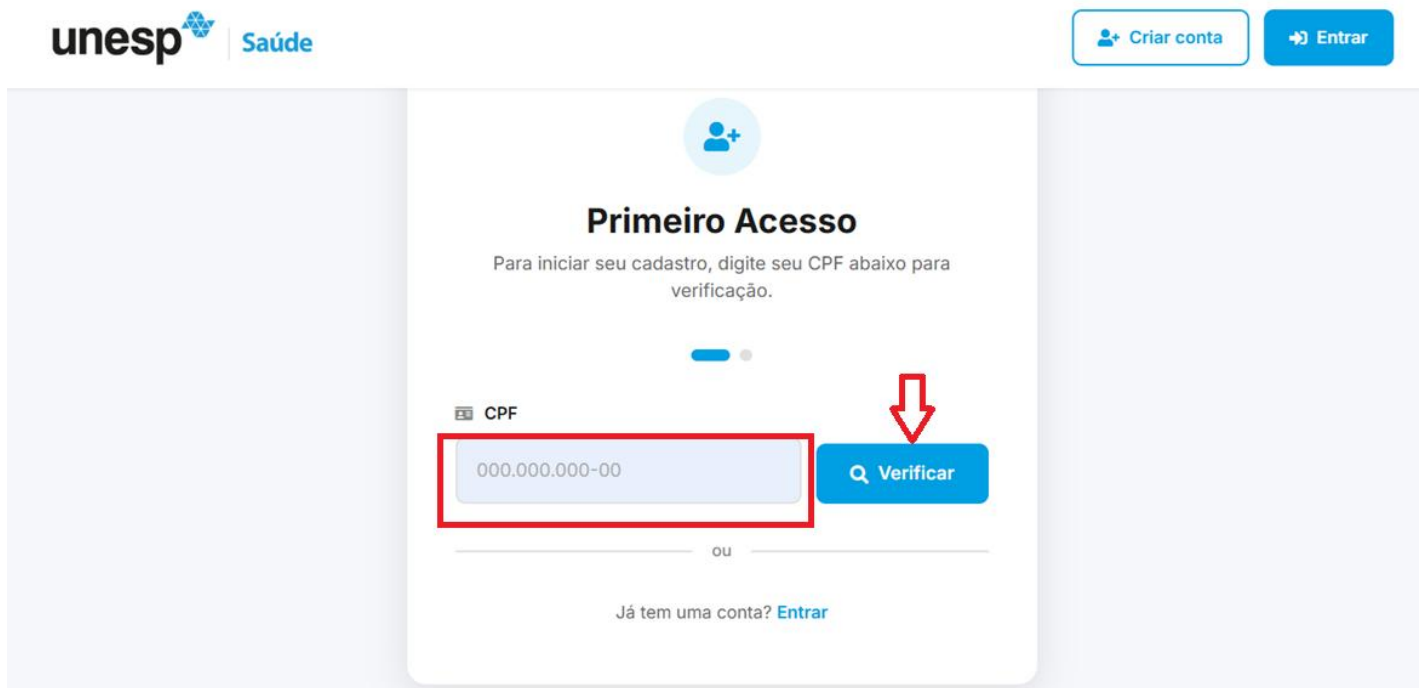 unesp Saúde
Criar conta
Entrar
Primeiro Acesso
Para iniciar seu cadastro, digite seu CPF abaixo para
verificação.
CPF
000.000.000-00
Verificar
ou
Já tem uma conta? Entrar